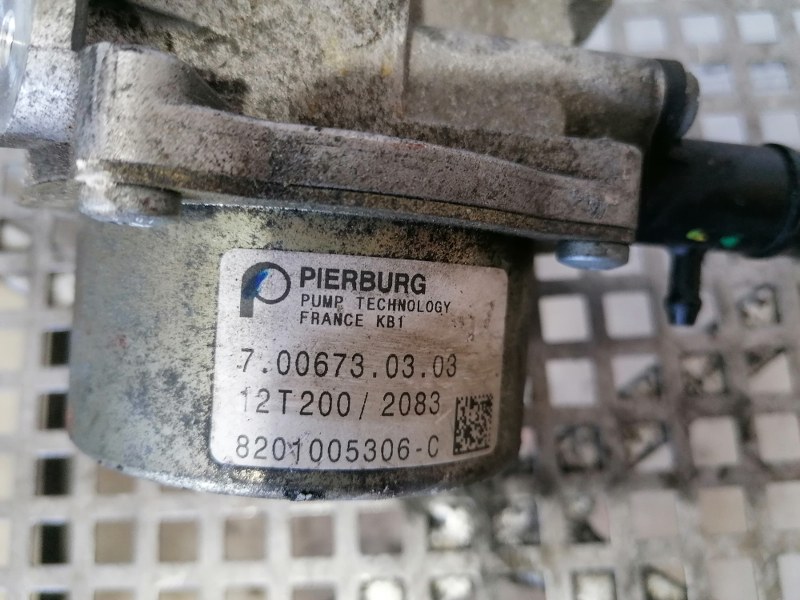 PIERBURG
PUMP TECHNOLOGY
FRANCE KB1
7.00673.03.03
12T200/2083
8201005306-C